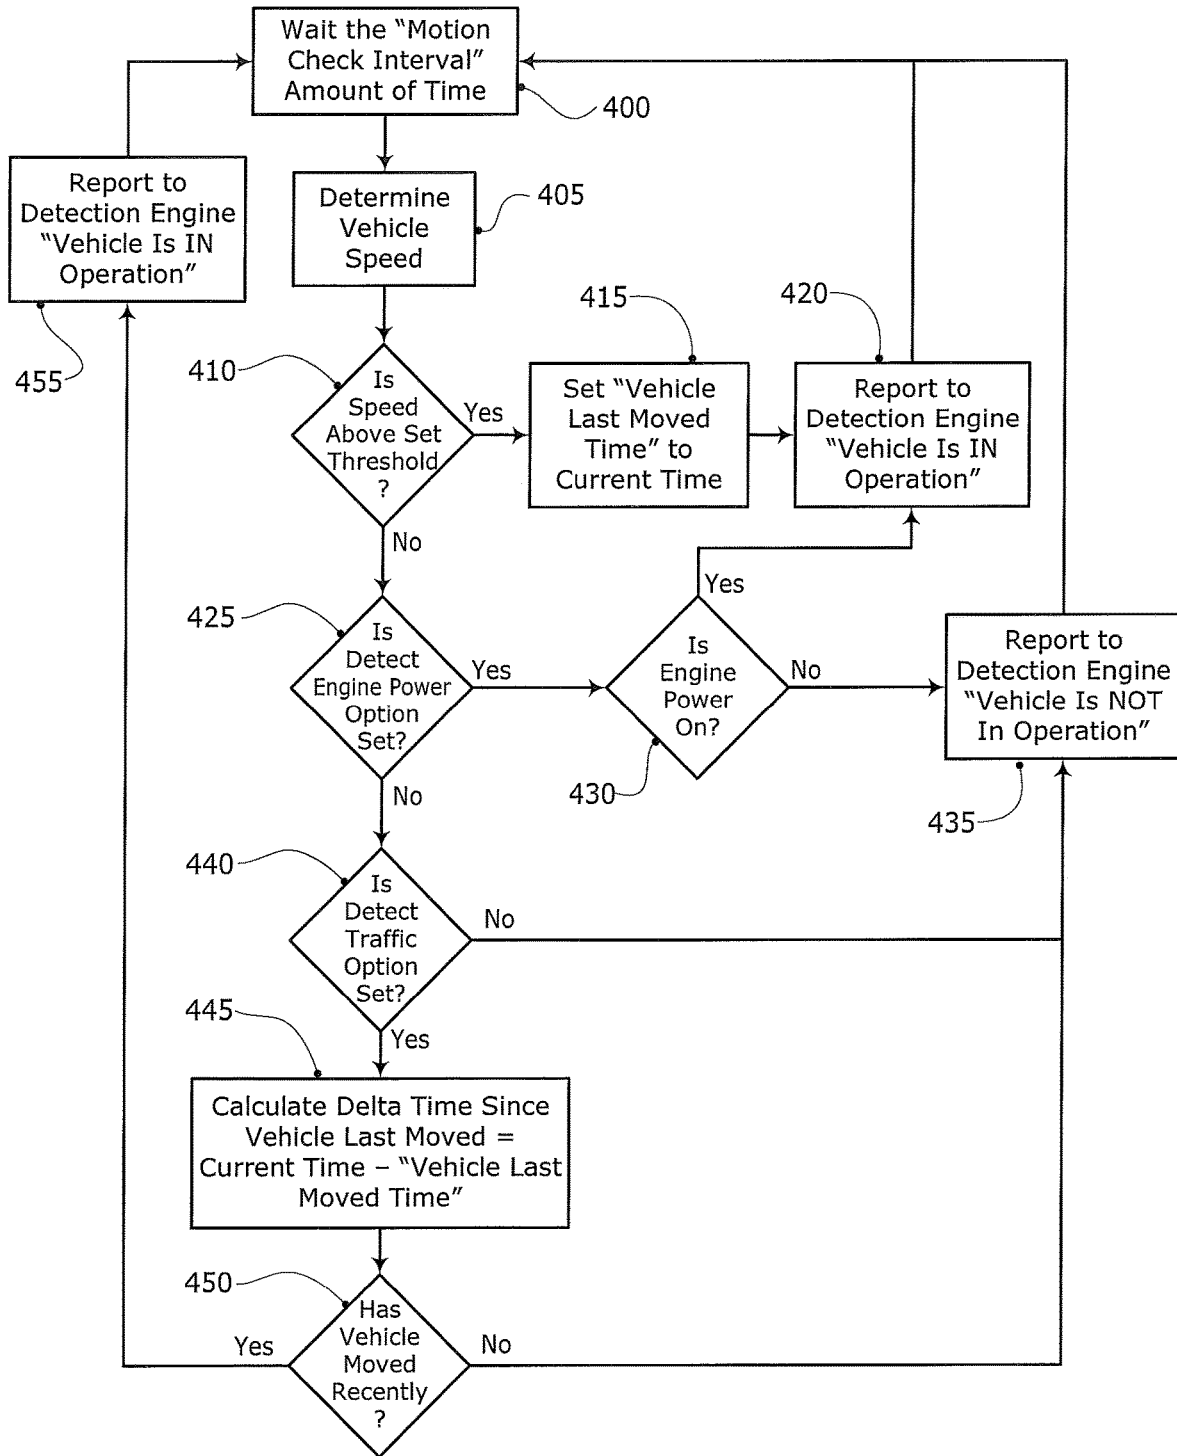 Wait the “Motion
Check Interval”
Amount of Time
400
Report to
Detection Engine
“Vehicle Is IN
Operation”
455
Determine
Vehicle
Speed
405
410
Is
Speed
Above Set
Threshold
?
Yes
No
415
Set “Vehicle
Last Moved
Time” to
Current Time
420
Report to
Detection Engine
“Vehicle Is IN
Operation”
425
Is
Detect
Engine Power
Option
Set?
Yes
No
Is
Engine
Power
On?
Yes
No
430
Report to
Detection Engine
“Vehicle Is NOT
In Operation”
435
440
Is
Detect
Traffic
Option
Set?
No
Yes
445
Calculate Delta Time Since
Vehicle Last Moved =
Current Time – “Vehicle Last
Moved Time”
450
Has
Vehicle
Moved
Recently
?
Yes
No